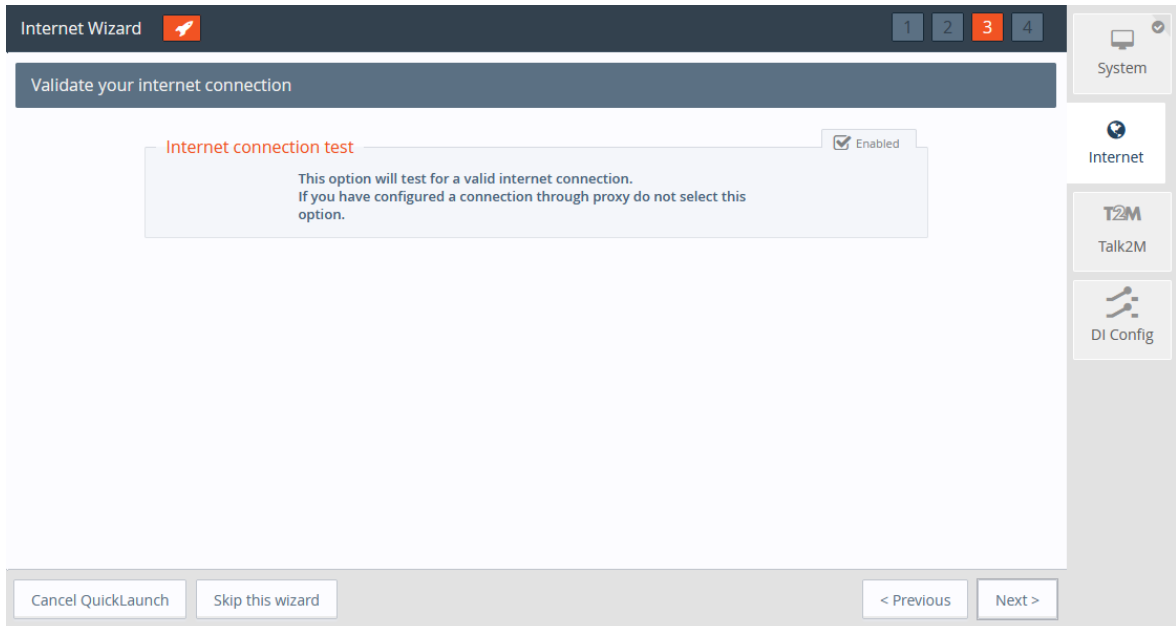 Internet Wizard
1 2 3 4
System
Validate your internet connection
Internet connection test
Enabled
This option will test for a valid internet connection.
If you have configured a connection through proxy do not select this
option.
Internet
T2M
Talk2M
DI Config
Cancel QuickLaunch
Skip this wizard
< Previous
Next >